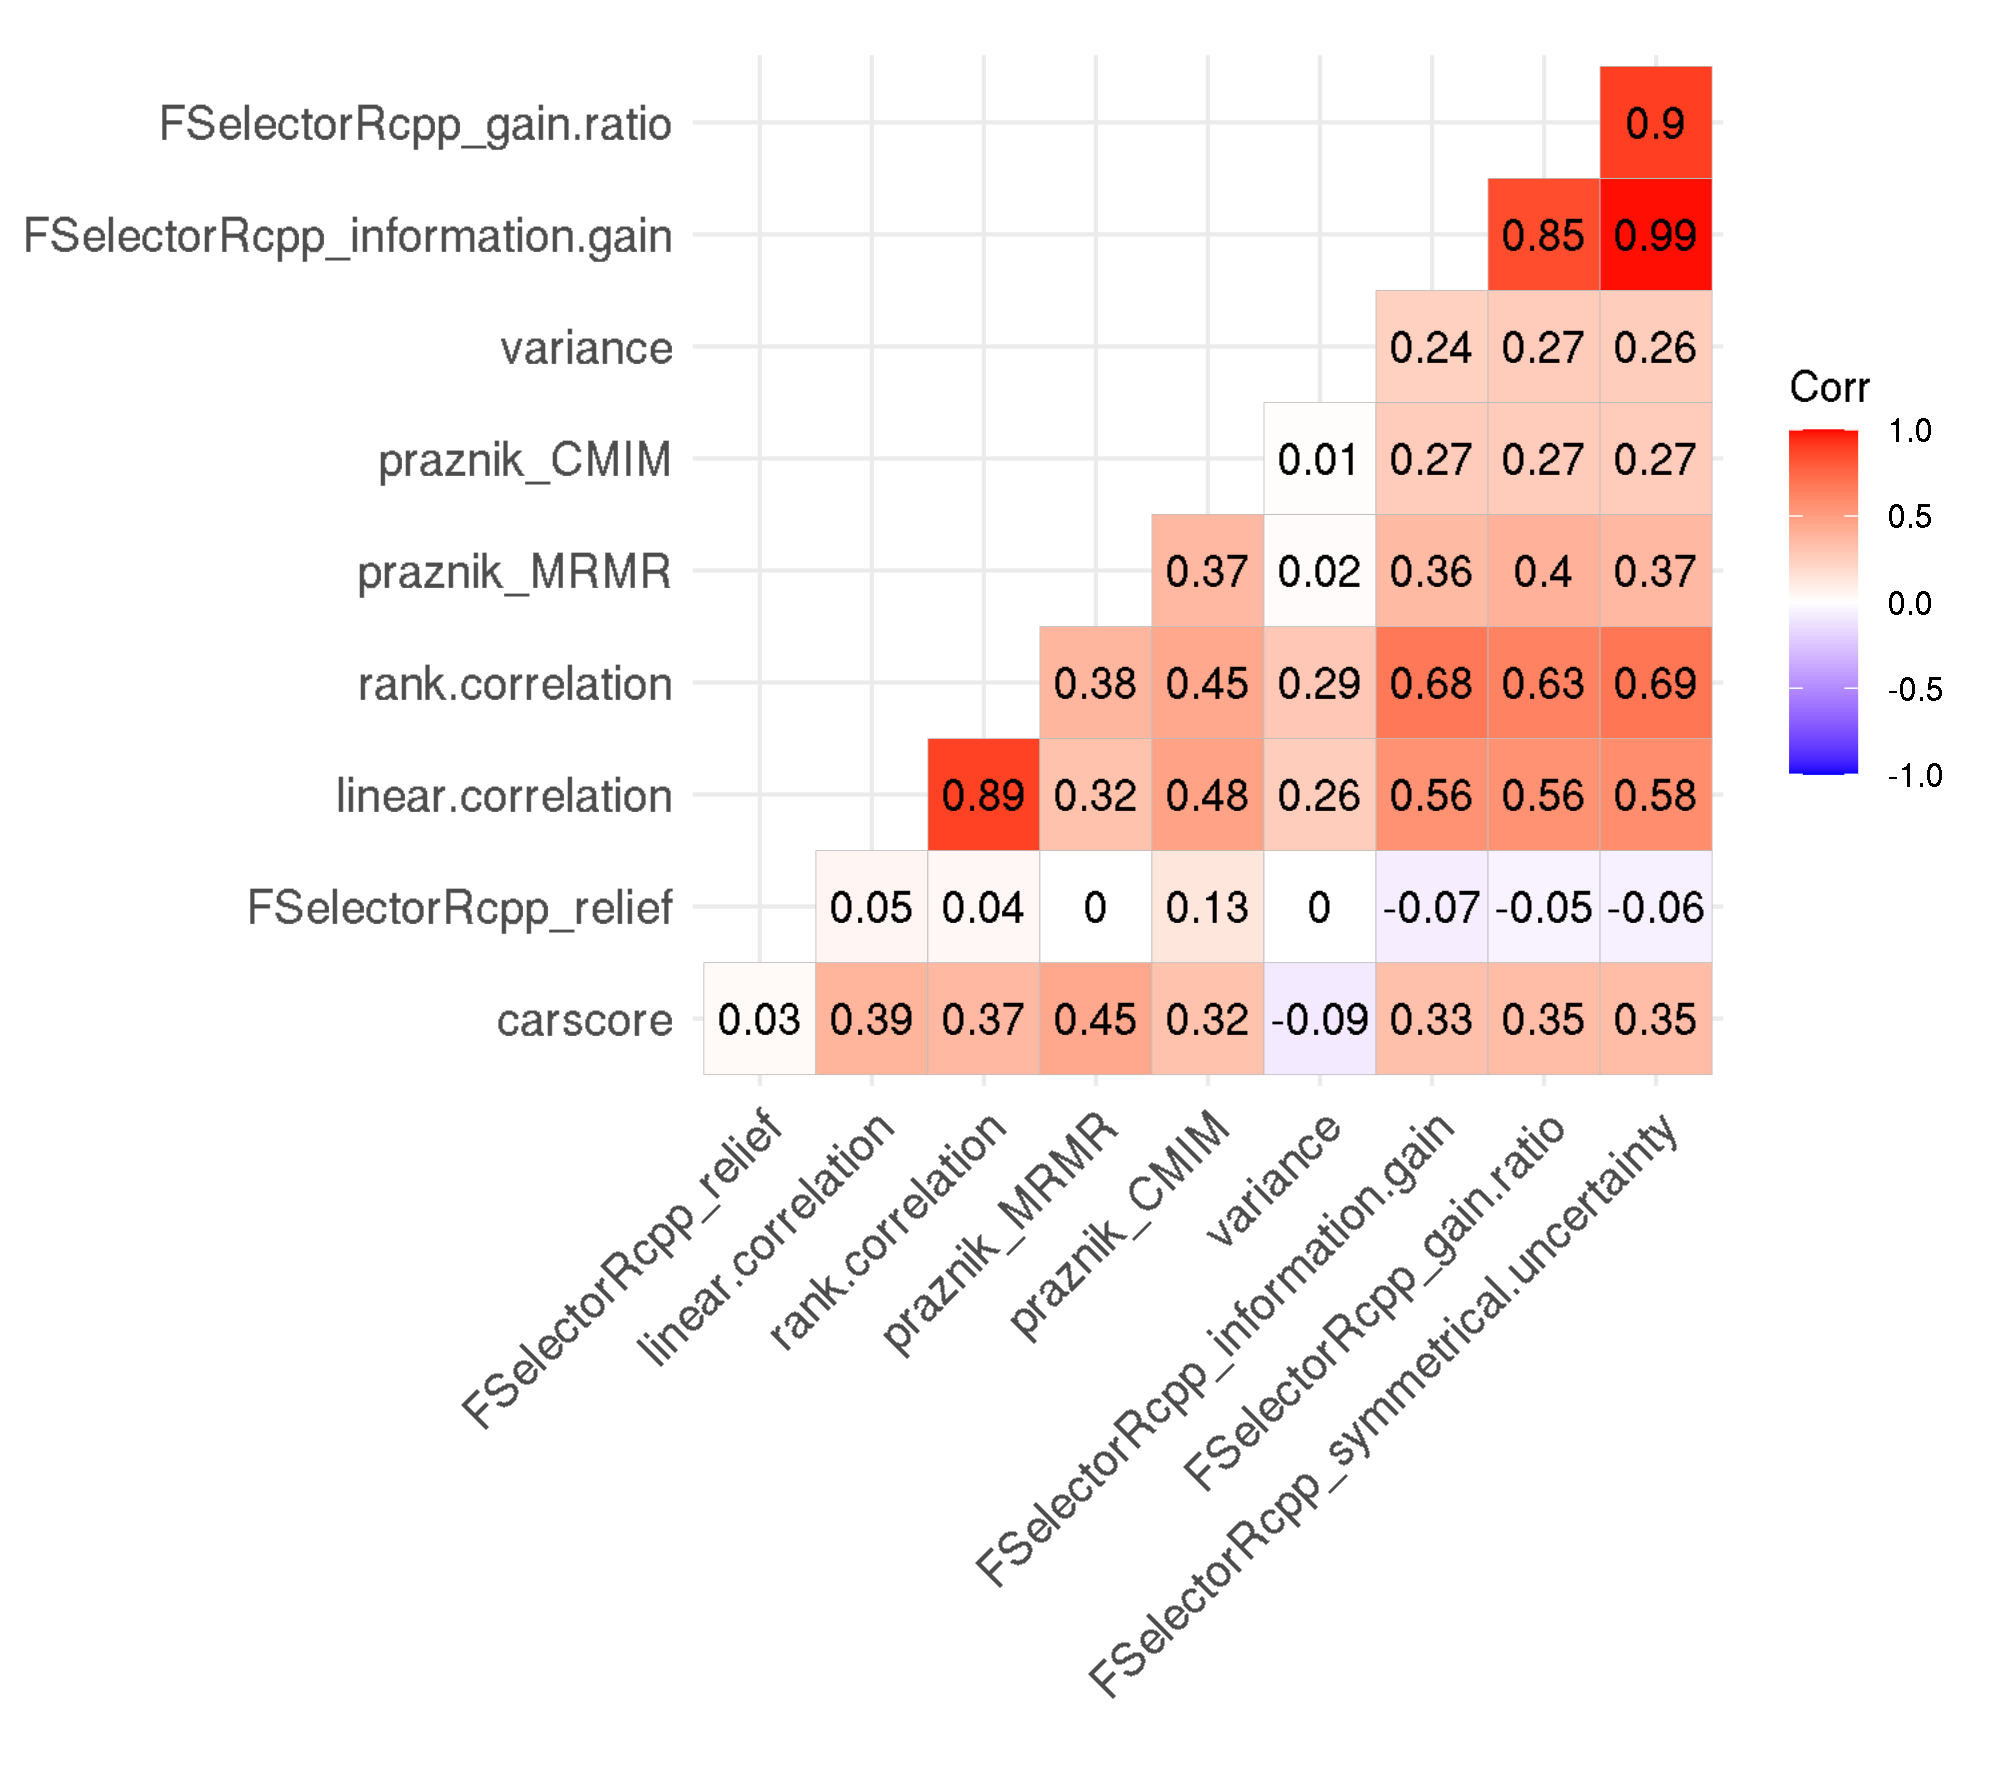 FSelectorRcpp_gain.ratio 0.9
FSelectorRcpp_information.gain 0.85 0.99
variance 0.24 0.27 0.26
praznik_CMIM 0.01 0.27 0.27 0.27
praznik_MRMR 0.37 0.02 0.36 0.4 0.37
rank.correlation 0.38 0.45 0.29 0.68 0.63 0.69
linear.correlation 0.89 0.32 0.48 0.26 0.56 0.56 0.58
FSelectorRcpp_relief 0.05 0.04 0 0.13 0 -0.07 -0.05 -0.06
carscore 0.03 0.39 0.37 0.45 0.32 -0.09 0.33 0.35 0.35
FSelectorRcpp_relief
linear.correlation
rank.correlation
praznik_MRMR
praznik_CMIM
variance
FSelectorRcpp_information.gain
FSelectorRcpp_gain.ratio
FSelectorRcpp_symmetrical.uncertainty
Corr
1.0
0.5
0.0
-0.5
-1.0